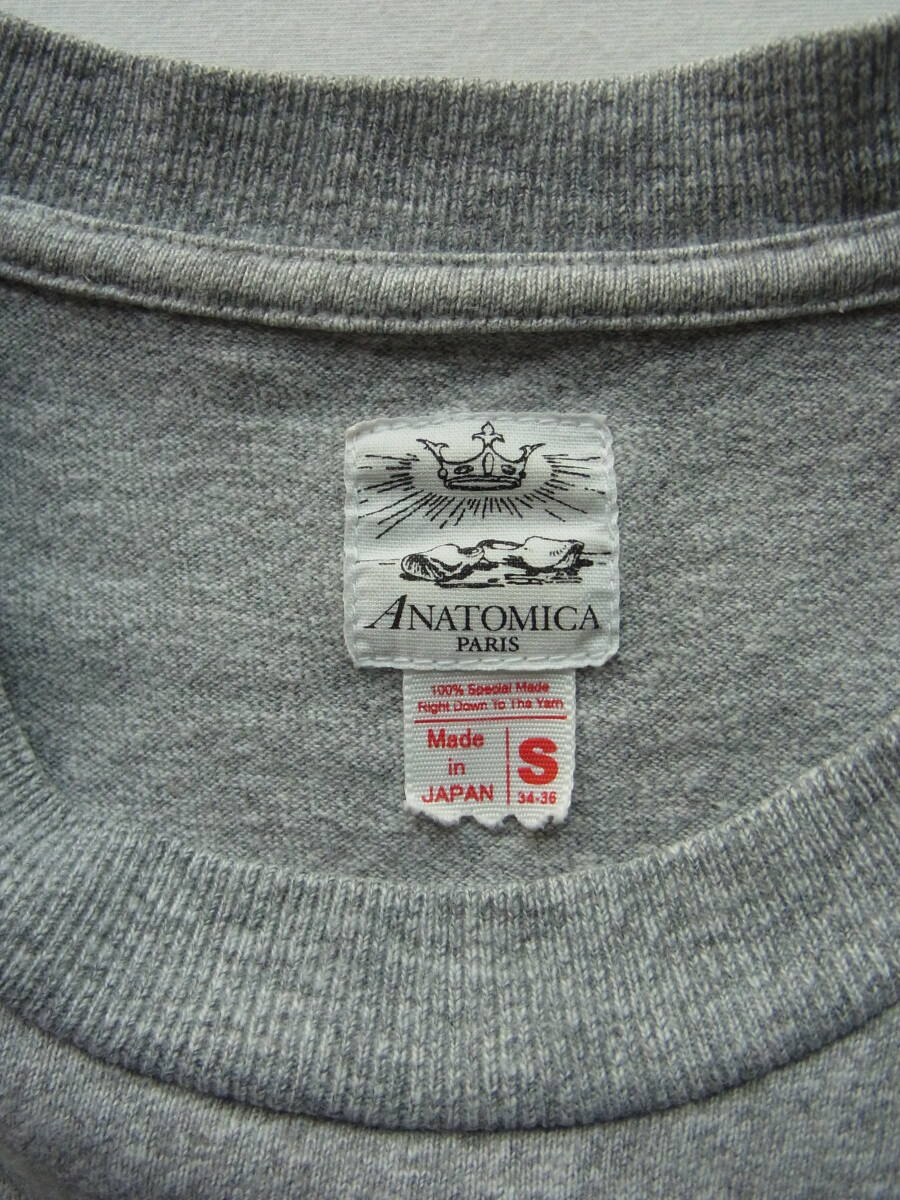 ANATOMICA
PARIS
100% Special Made
Right Down To The Yarn
Made
in
JAPAN
S
34-36